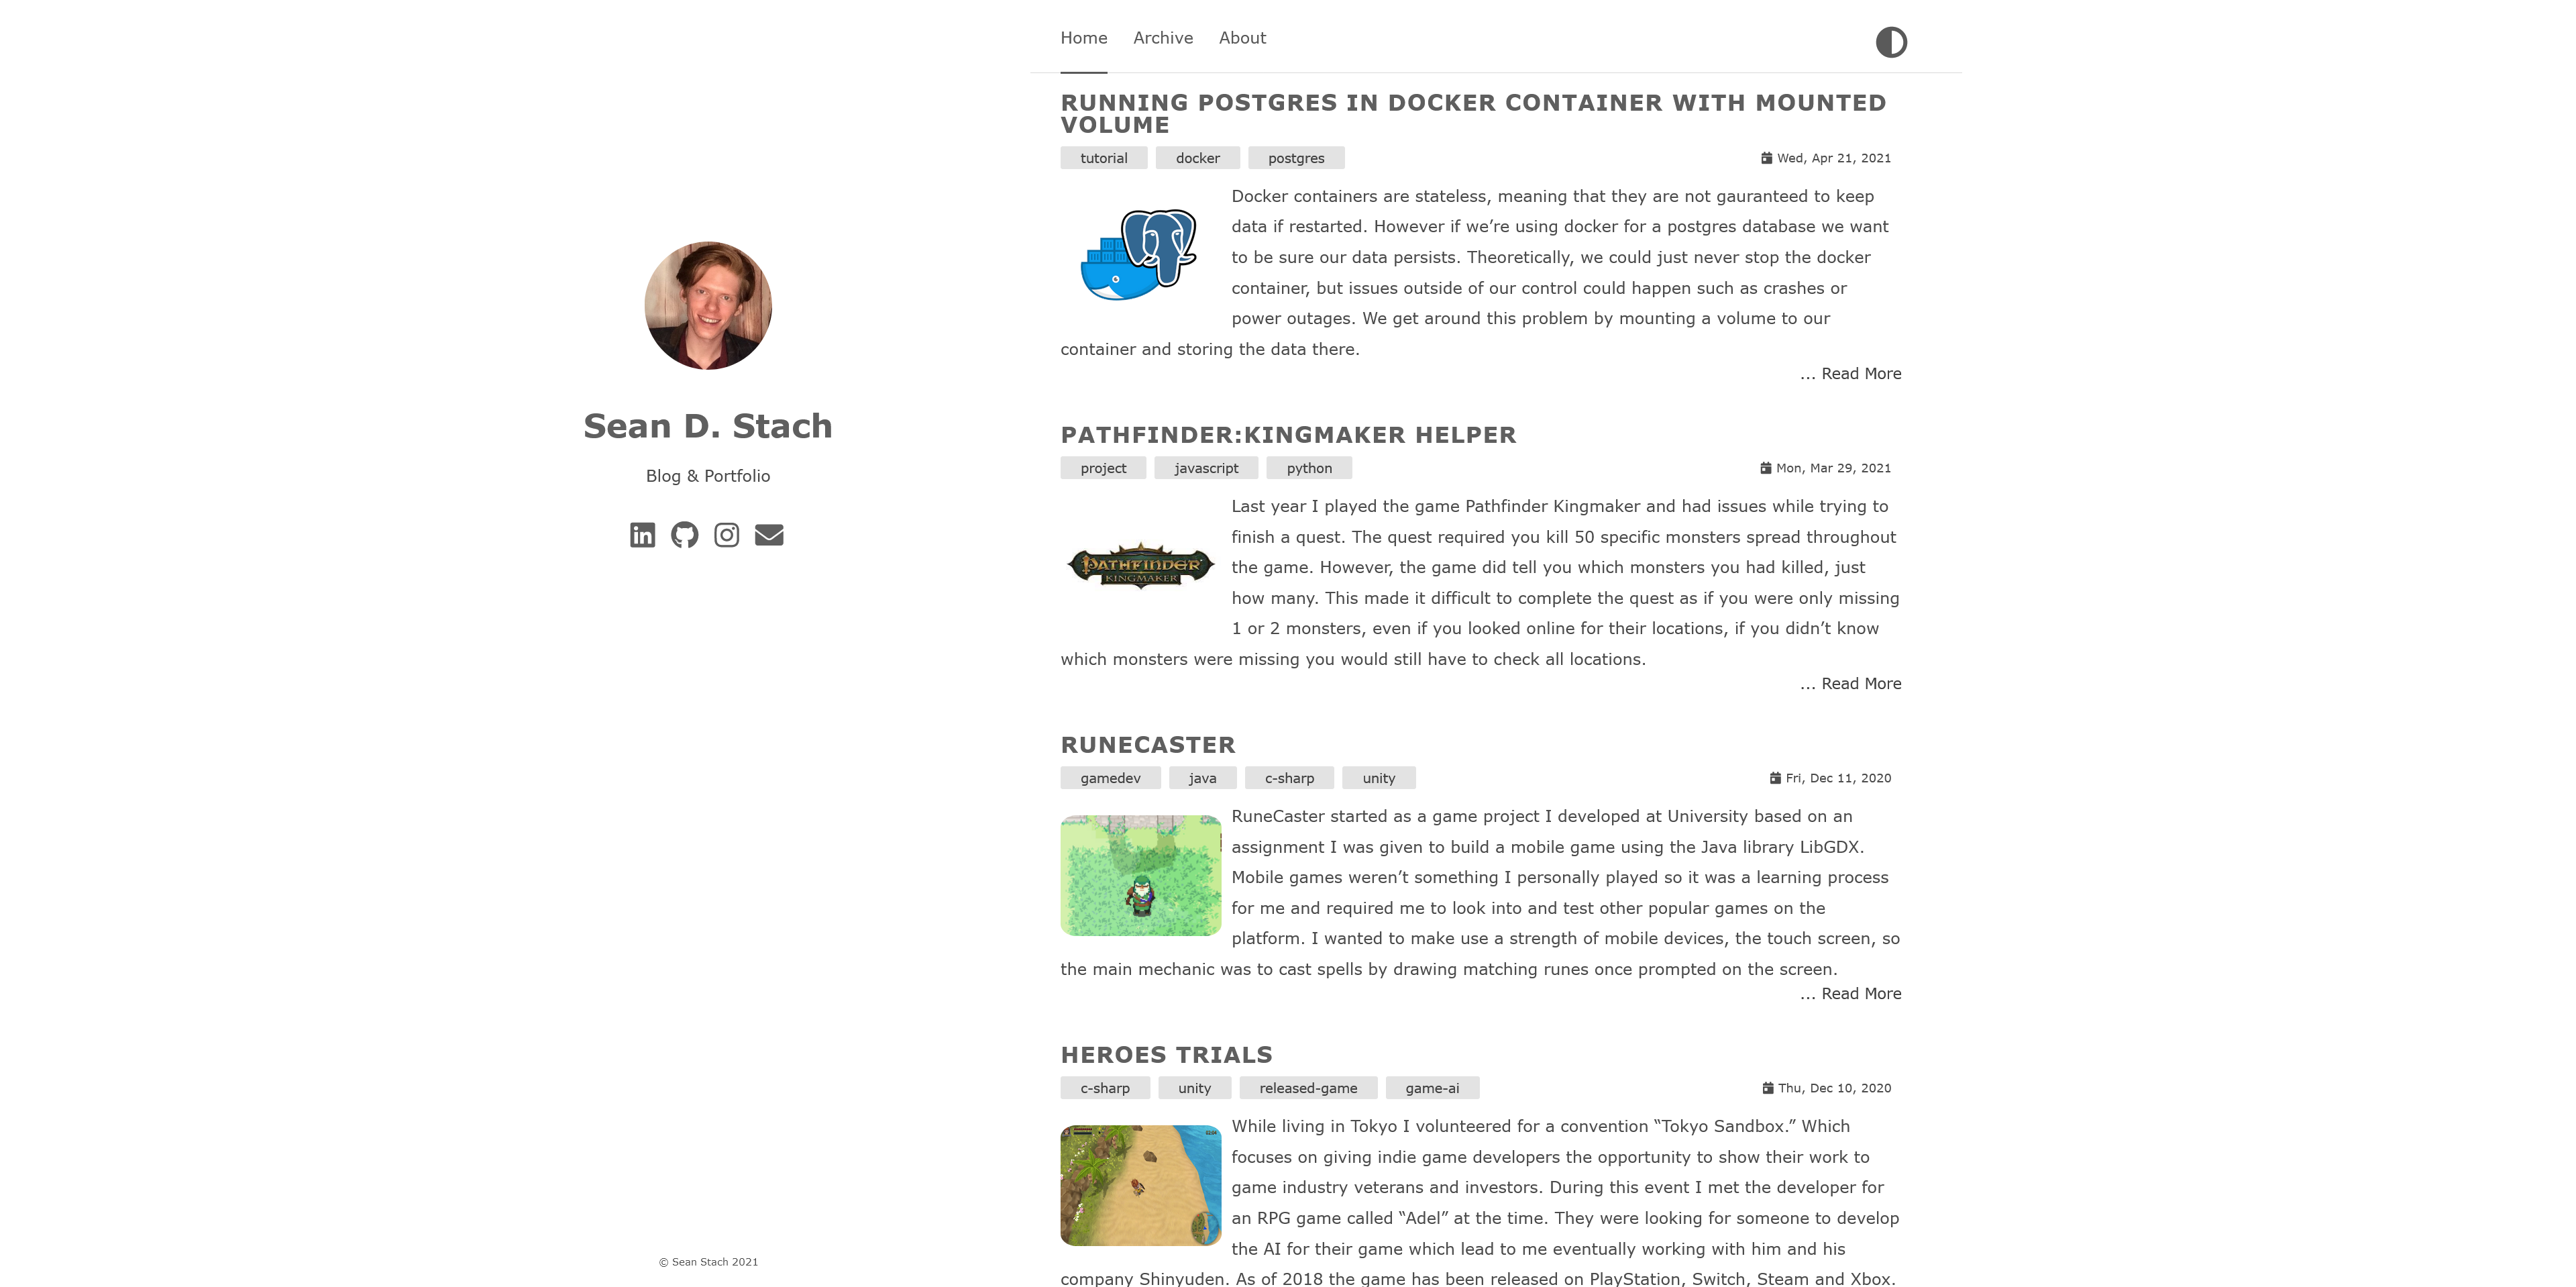 Home Archive About
Sean D. Stach
Blog & Portfolio
© Sean Stach 2021
RUNNING POSTGRES IN DOCKER CONTAINER WITH MOUNTED
VOLUME
tutorial docker postgres Wed, Apr 21, 2021
Docker containers are stateless, meaning that they are not gauranteed to keep
data if restarted. However if we’re using docker for a postgres database we want
to be sure our data persists. Theoretically, we could just never stop the docker
container, but issues outside of our control could happen such as crashes or
power outages. We get around this problem by mounting a volume to our
container and storing the data there.
... Read More
PATHFINDER:KINGMAKER HELPER
project javascript python Mon, Mar 29, 2021
PATHFINDER
KINGMAKER
Last year I played the game Pathfinder Kingmaker and had issues while trying to
finish a quest. The quest required you kill 50 specific monsters spread throughout
the game. However, the game did tell you which monsters you had killed, just
how many. This made it difficult to complete the quest as if you were only missing
1 or 2 monsters, even if you looked online for their locations, if you didn’t know
which monsters were missing you would still have to check all locations.
... Read More
RUNECASTER
gamedev java c-sharp unity Fri, Dec 11, 2020
RuneCaster started as a game project I developed at University based on an
assignment I was given to build a mobile game using the Java library LibGDX.
Mobile games weren’t something I personally played so it was a learning process
for me and required me to look into and test other popular games on the
platform. I wanted to make use a strength of mobile devices, the touch screen, so
the main mechanic was to cast spells by drawing matching runes once prompted on the screen.
... Read More
HEROES TRIALS
c-sharp unity released-game game-ai Thu, Dec 10, 2020
While living in Tokyo I volunteered for a convention “Tokyo Sandbox.” Which
focuses on giving indie game developers the opportunity to show their work to
game industry veterans and investors. During this event I met the developer for
an RPG game called “Adel” at the time. They were looking for someone to develop
the AI for their game which lead to me eventually working with him and his
company Shinyuden. As of 2018 the game has been released on PlayStation, Switch, Steam and Xbox.